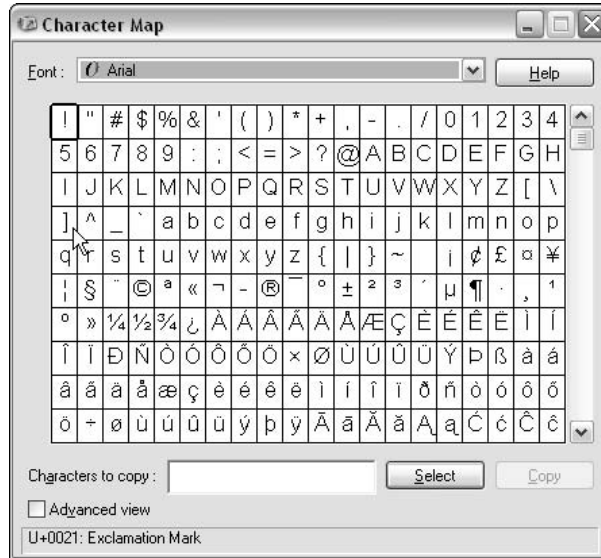 Character Map
Font : O Arial Help
! " # $ % & ' ( ) * + , - . / 0 1 2 3 4
5 6 7 8 9 : ; < = > ? @ A B C D E F G H
I J K L M N O P Q R S T U V W X Y Z [ \
] ^ _ ` a b c d e f g h i j k l m n o p
q r s t u v w x y z { | } ~ ¡ ¢ £ ¤ ¥
¦ § ¨ © ª « ¬ - ® ¯ ° ± ² ³ ´ µ ¶ · ¸ ¹
º » ¼ ½ ¾ ¿ À Á Â Ã Ä Å Æ Ç È É Ê Ë Ì Í
Î Ï Ð Ñ Ò Ó Ô Õ Ö × Ø Ù Ú Û Ü Ý Þ ß à á
â ã ä å æ ç è é ê ë ì í î ï ð ñ ò ó ô õ
ö ÷ ø ù ú û ü ý þ ÿ Ā ā Ă ă Ą ą Ć ć Ĉ ĉ
Characters to copy : Select Copy
Advanced view
U+0021: Exclamation Mark